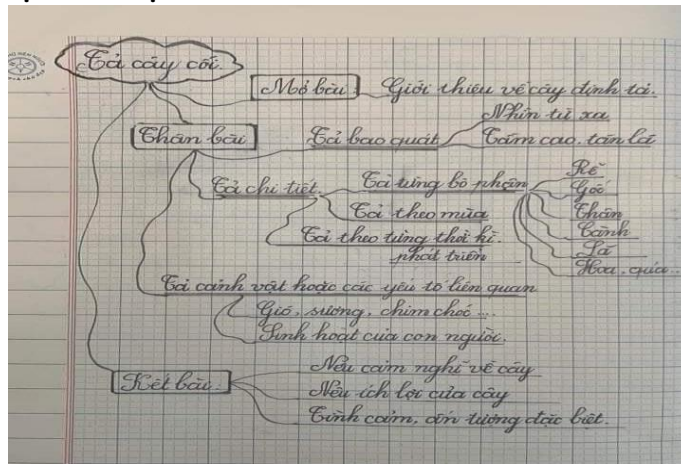 Tả cây cối.
Mở bài: Giới thiệu về cây định tả.
Thân bài
Tả bao quát
Nhìn từ xa
Tầm cao, tán lá
Tả chi tiết
Tả từng bộ phận
Rễ
Gốc
Thân
Cành
Lá
Hoa, quả...
Tả theo mùa
Tả theo từng thời kì
phát triển
Tả cảnh vật hoặc các yếu tố liên quan
Gió, sương, chim chóc...
Sinh hoạt của con người.
Kết bài:
Nêu cảm nghĩ về cây
Nêu ích lợi của cây
Tình cảm, ấn tượng đặc biệt.